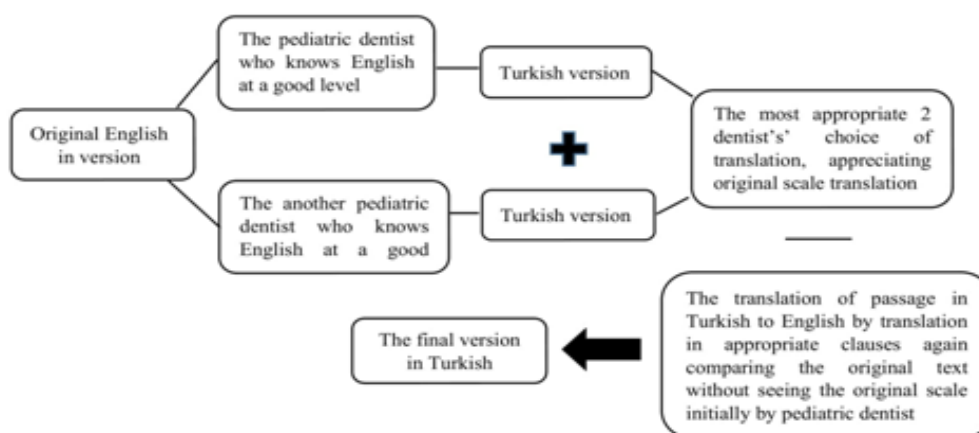 The pediatric dentist
who knows English
at a good level
Turkish version
Original English
in version
The most appropriate 2
dentist's' choice of
translation, appreciating
original scale translation
The another pediatric
dentist who knows
English at a good
Turkish version
The translation of passage in
Turkish to English by translation
in appropriate clauses again
comparing the original text
without seeing the original scale
initially by pediatric dentist
The final version
in Turkish